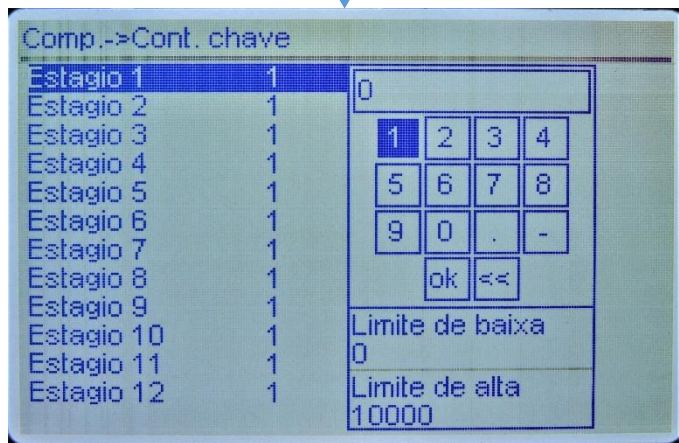 Comp.->Cont. chave
Estagio 1 1
Estagio 2 1
Estagio 3 1
Estagio 4 1
Estagio 5 1
Estagio 6 1
Estagio 7 1
Estagio 8 1
Estagio 9 1
Estagio 10 1
Estagio 11 1
Estagio 12 1
0
1 2 3 4
5 6 7 8
9 0 . -
ok <<
Limite de baixa
0
Limite de alta
10000